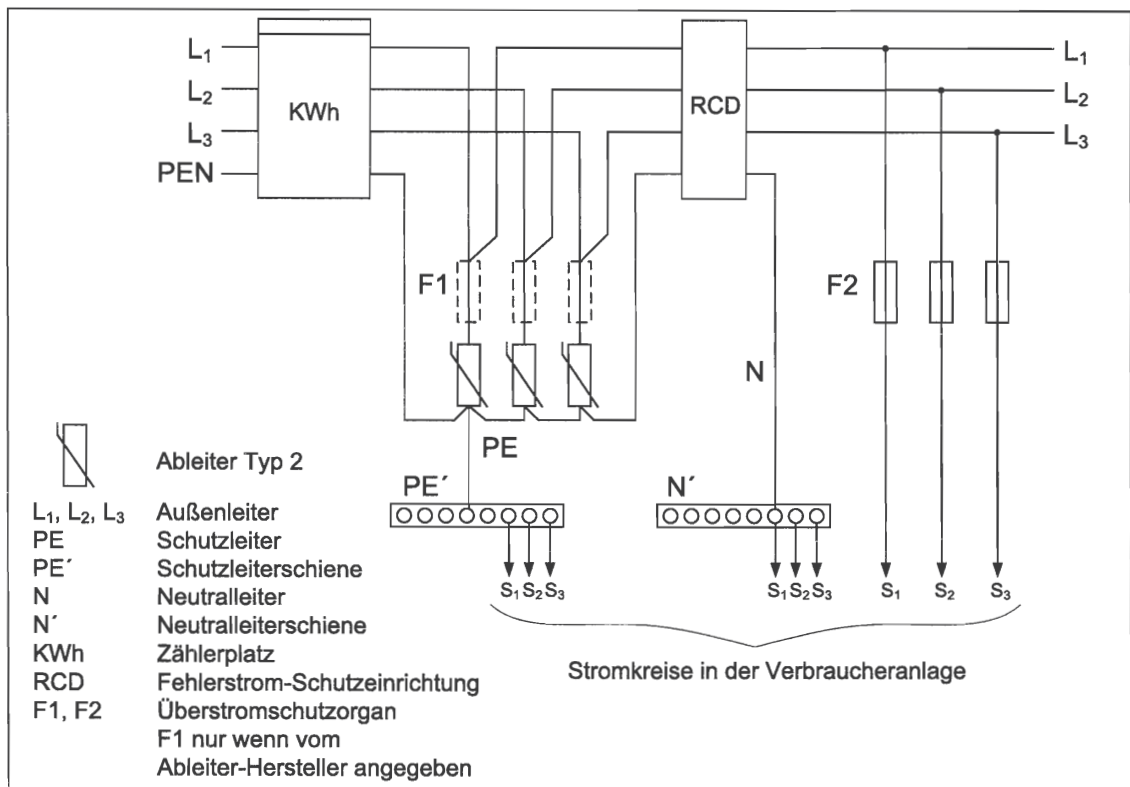 L₁
L₂
L₃
PEN
KWh
RCD
L₁
L₂
L₃
F1
F2
N
PE
PE´
N´
S₁ S₂ S₃
S₁ S₂ S₃
S₁ S₂ S₃
Stromkreise in der Verbraucheranlage
Ableiter Typ 2
L₁, L₂, L₃ Außenleiter
PE Schutzleiter
PE´ Schutzleiterschiene
N Neutralleiter
N´ Neutralleiterschiene
KWh Zählerplatz
RCD Fehlerstrom-Schutzeinrichtung
F1, F2 Überstromschutzorgan
F1 nur wenn vom
Ableiter-Hersteller angegeben